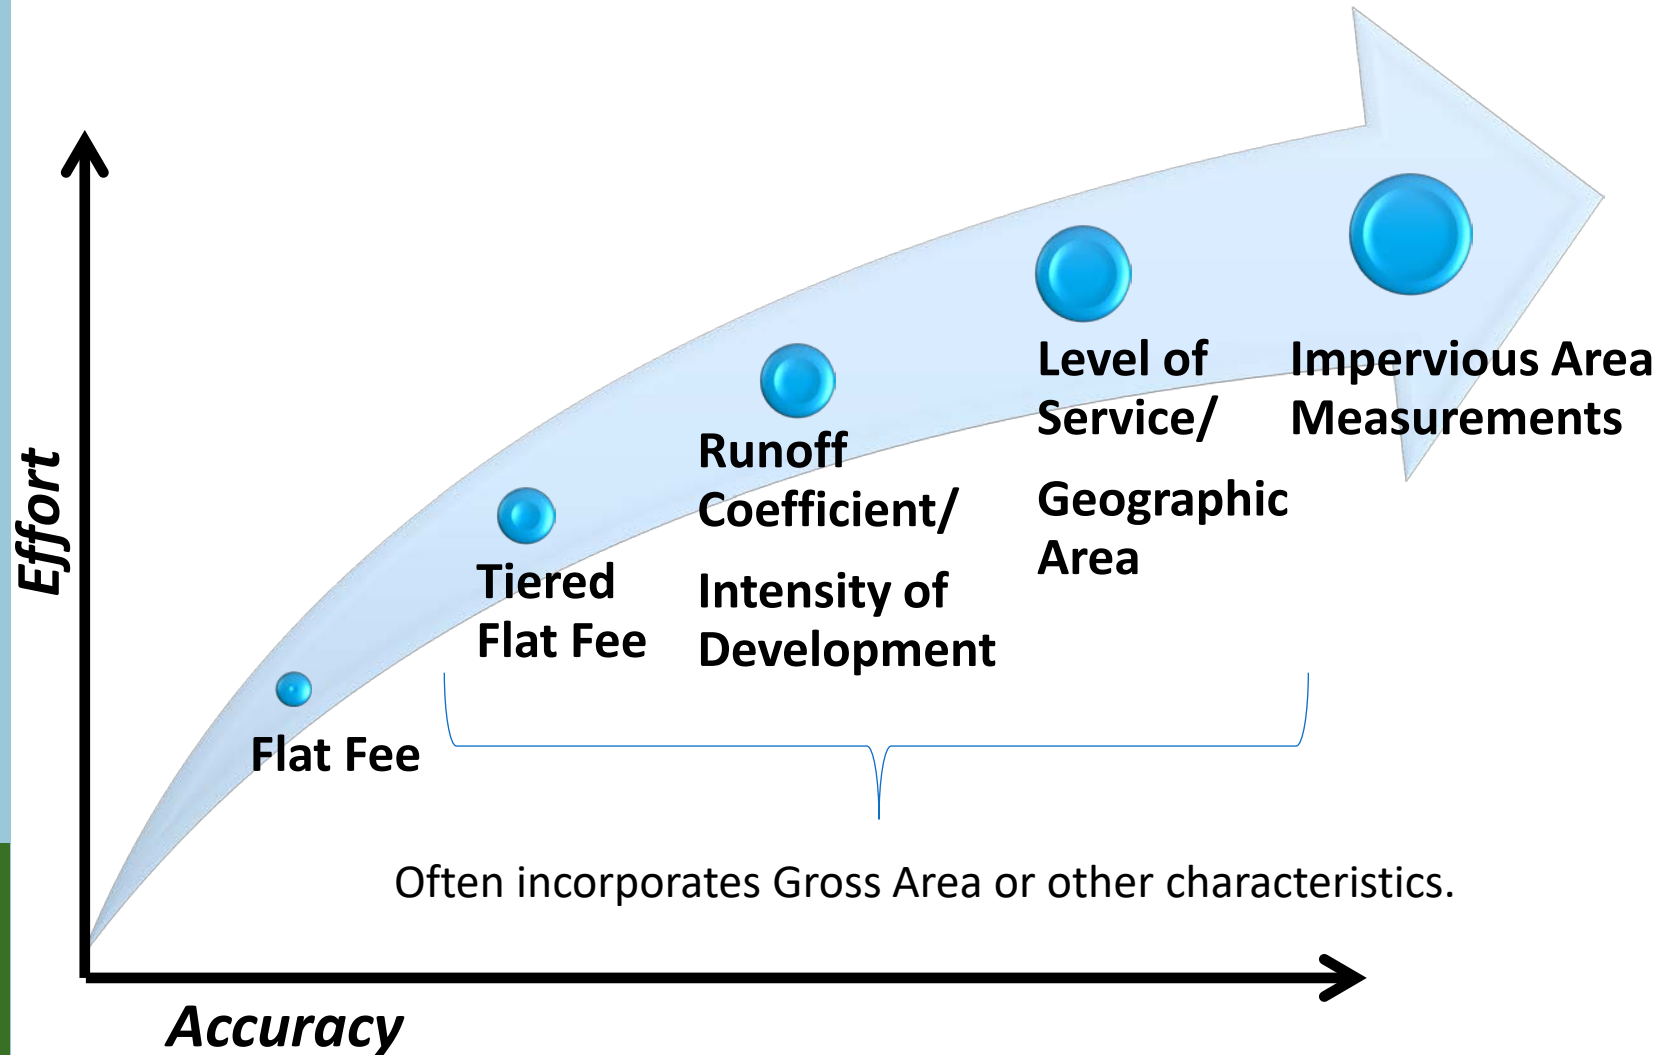 Effort
Level of
Service/
Geographic
Area
Impervious Area
Measurements
Runoff
Coefficient/
Intensity of
Development
Tiered
Flat Fee
Flat Fee
Often incorporates Gross Area or other characteristics.
Accuracy